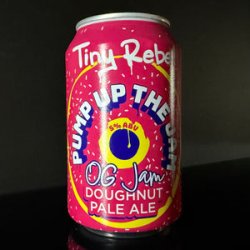 Tiny Rebel
PUMP UP THE JAM
5% ABV
OG Jam
DOUGHNUT
PALE ALE